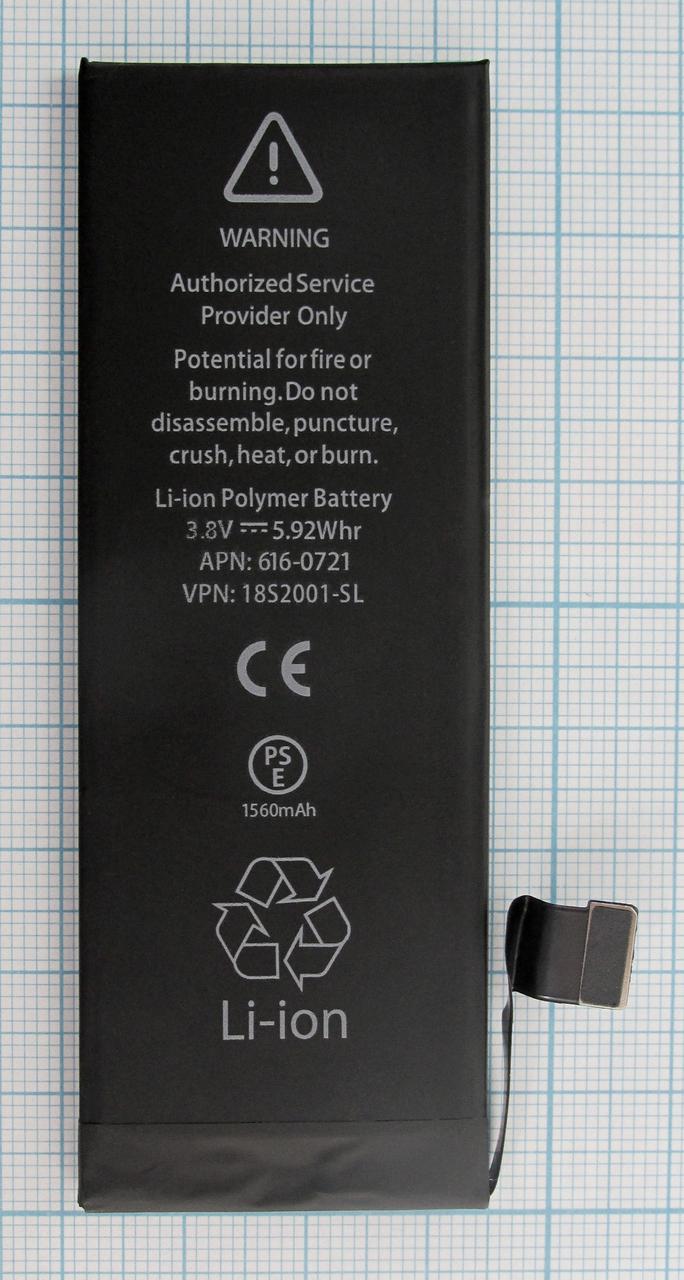 WARNING
Authorized Service
Provider Only
Potential for fire or
burning.Do not
disassemble,puncture,
crush,heat,or burn.
Li-ion Polymer Battery
3.8V ⎓ 5.92Whr
APN: 616-0721
VPN: 18S2001-SL
CE
PS
E
1560mAh
Li-ion